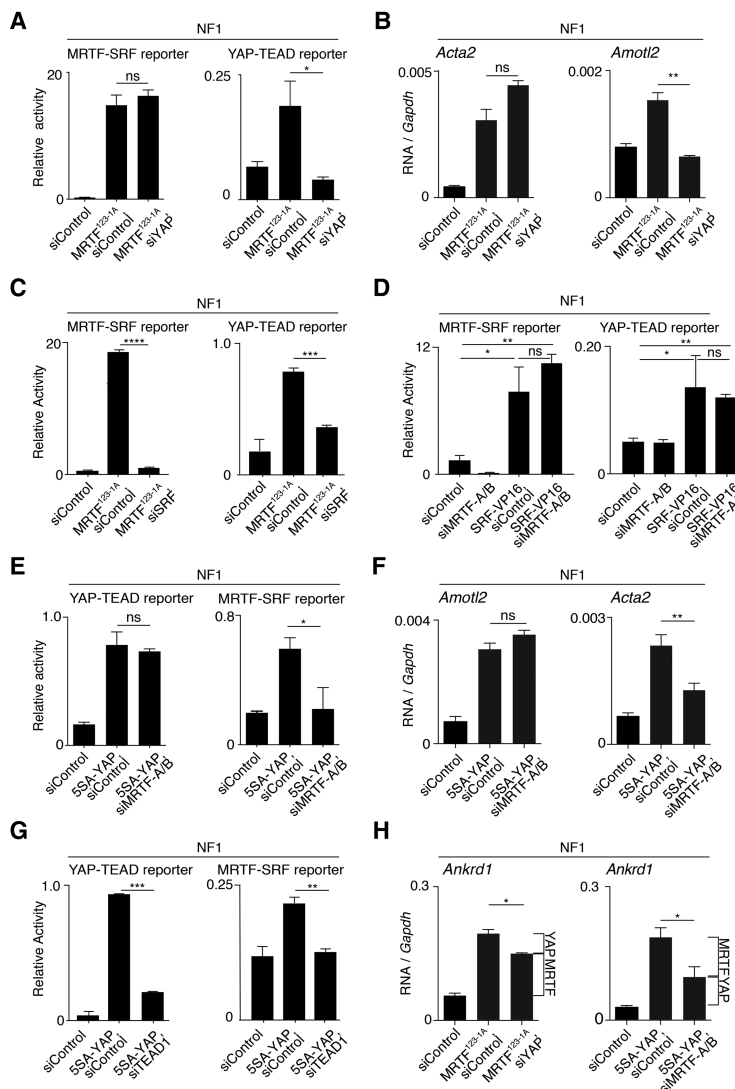 A
NF1
MRTF-SRF reporter
YAP-TEAD reporter
Relative activity
20
0
ns
0.25
0
*
siControl
MRTF123-1A, siControl
MRTF123-1A, siYAP
siControl
MRTF123-1A, siControl
MRTF123-1A, siYAP
B
NF1
Acta2
Amotl2
RNA / Gapdh
0.005
0
ns
0.002
0
**
siControl
MRTF123-1A, siControl
MRTF123-1A, siYAP
siControl
MRTF123-1A, siControl
MRTF123-1A, siYAP
C
NF1
MRTF-SRF reporter
YAP-TEAD reporter
Relative Activity
20
0
****
1.0
0
***
siControl
MRTF123-1A, siControl
MRTF123-1A, siSRF
siControl
MRTF123-1A, siControl
MRTF123-1A, siSRF
D
NF1
MRTF-SRF reporter
YAP-TEAD reporter
Relative Activity
12
0
**
*
ns
0.20
0
**
*
ns
siControl
siMRTF-A/B
SRF-VP16, siControl
SRF-VP16, siMRTF-A/B
siControl
siMRTF-A/B
SRF-VP16, siControl
SRF-VP16, siMRTF-A
E
NF1
YAP-TEAD reporter
MRTF-SRF reporter
Relative activity
1.0
0
ns
0.8
0
*
siControl
5SA-YAP, siControl
5SA-YAP, siMRTF-A/B
siControl
5SA-YAP, siControl
5SA-YAP, siMRTF-A/B
F
NF1
Amotl2
Acta2
RNA / Gapdh
0.004
0
ns
0.003
0
**
siControl
5SA-YAP, siControl
5SA-YAP, siMRTF-A/B
siControl
5SA-YAP, siControl
5SA-YAP, siMRTF-A/B
G
NF1
YAP-TEAD reporter
MRTF-SRF reporter
Relative Activity
1.0
0
***
0.25
0
**
siControl
5SA-YAP, siControl
5SA-YAP, siTEAD1
siControl
5SA-YAP, siControl
5SA-YAP, siTEAD1
H
NF1
Ankrd1
Ankrd1
RNA / Gapdh
0.3
0
*
YAP
MRTF
0.3
0
*
MRTF
YAP
siControl
MRTF123-1A, siControl
MRTF123-1A, siYAP
siControl
5SA-YAP, siControl
5SA-YAP, siMRTF-A/B